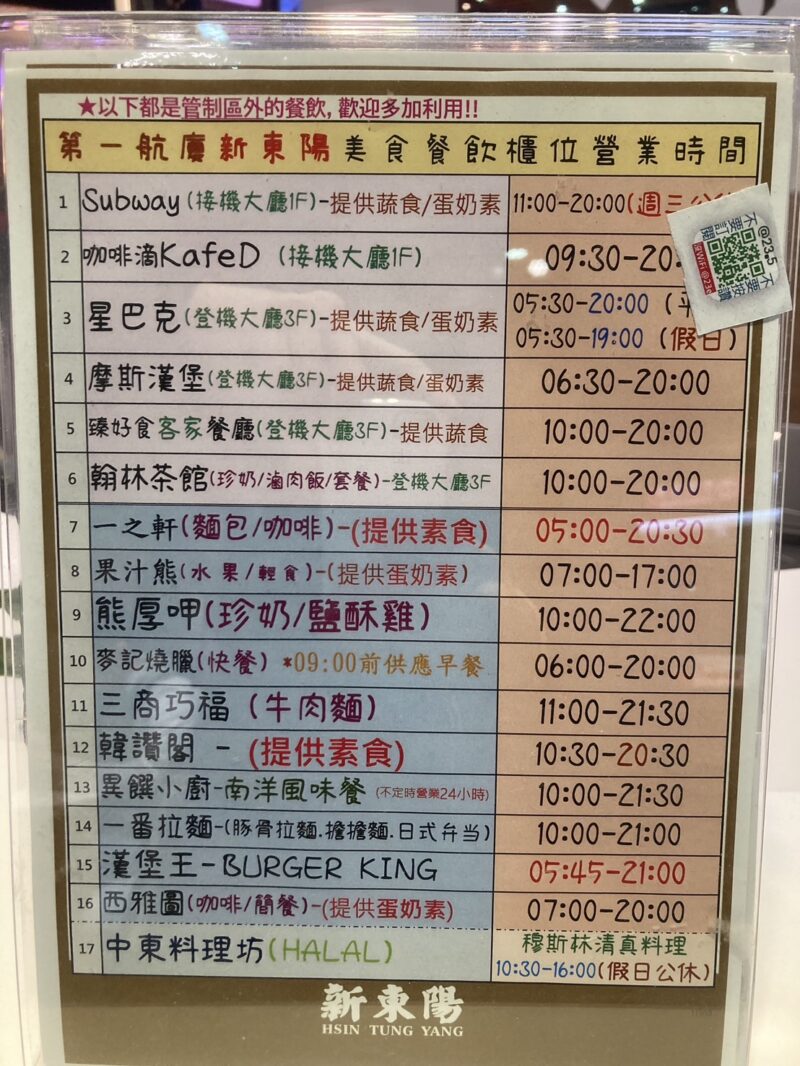 ★以下都是管制區外的餐飲, 歡迎多加利用!!
第一航廈新東陽美食餐飲櫃位營業時間
1 Subway(接機大廳1F)-提供蔬食/蛋奶素 11:00-20:00(週三公休
2 咖啡滴KafeD (接機大廳1F) 09:30-20:
3 星巴克(登機大廳3F)-提供蔬食/蛋奶素 05:30-20:00 (平
05:30-19:00 (假日)
4 摩斯漢堡(登機大廳3F)-提供蔬食/蛋奶素 06:30-20:00
5 臻好食客家餐廳(登機大廳3F)-提供蔬食 10:00-20:00
6 翰林茶館(珍奶/滷肉飯/套餐)-登機大廳3F 10:00-20:00
7 一之軒(麵包/咖啡)-(提供素食) 05:00-20:30
8 果汁熊(水果/輕食)-(提供蛋奶素) 07:00-17:00
9 熊厚呷(珍奶/鹽酥雞) 10:00-22:00
10 麥記燒臘(快餐) *09:00前供應早餐 06:00-20:00
11 三商巧福 (牛肉麵) 11:00-21:30
12 韓讚閣 - (提供素食) 10:30-20:30
13 異饌小廚-南洋風味餐 (不定時營業24小時) 10:00-21:30
14 一番拉麵-(豚骨拉麵.擔擔麵.日式弁当) 10:00-21:00
15 漢堡王-BURGER KING 05:45-21:00
16 西雅圖(咖啡/簡餐)-(提供蛋奶素) 07:00-20:00
17 中東料理坊(HALAL) 穆斯林清真料理
10:30-16:00(假日公休)
新東陽
HSIN TUNG YANG
@23.5
不要按讚
不要訂閱